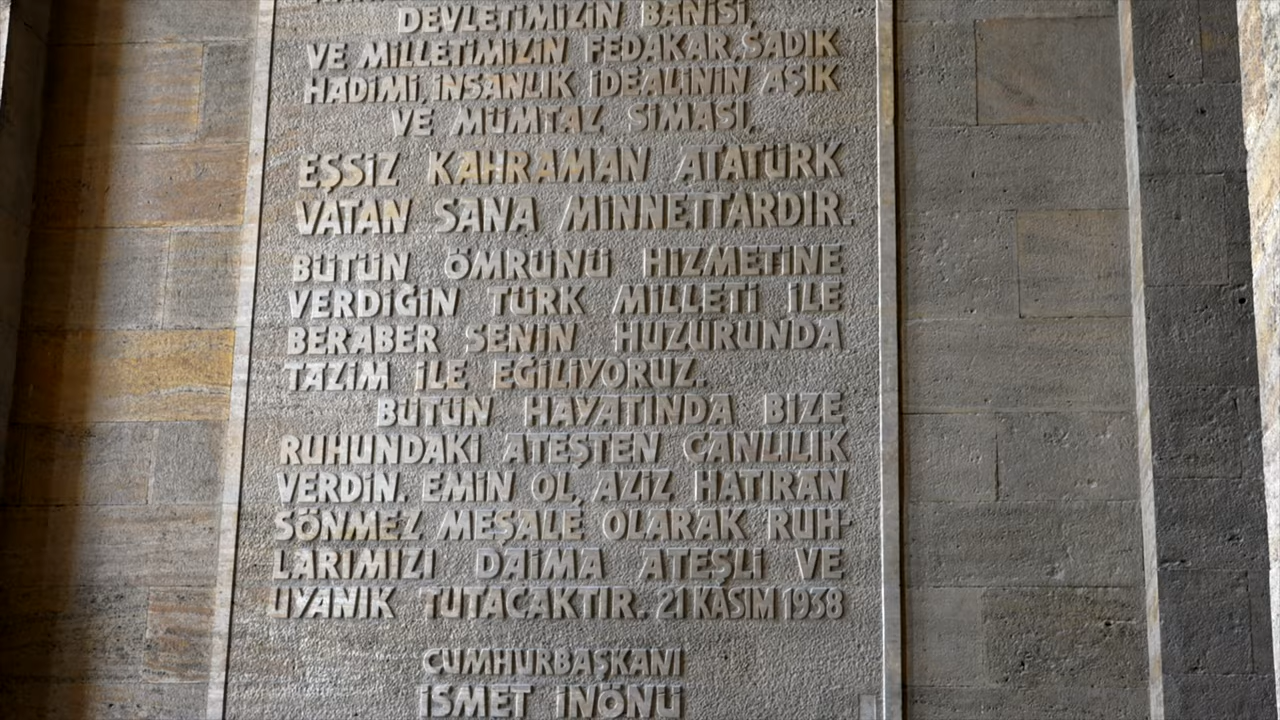 DEVLETİMİZİN BANİSİ,
VE MİLLETİMİZİN FEDAKAR, SADIK
HADİMİ, İNSANLIK İDEALİNİN AŞIK
VE MÜMTAZ SİMASI,
EŞSİZ KAHRAMAN ATATÜRK
VATAN SANA MİNNETTARDIR.
BÜTÜN ÖMRÜNÜ HİZMETİNE
VERDİĞİN TÜRK MİLLETİ İLE
BERABER SENİN HUZURUNDA
TAZİM İLE EĞİLİYORUZ.
BÜTÜN HAYATINDA BİZE
RUHUNDAKİ ATEŞTEN CANLILIK
VERDİN. EMİN OL, AZİZ HATIRAN
SÖNMEZ MEŞALE OLARAK RUH-
LARIMIZI DAİMA ATEŞLİ VE
UYANIK TUTACAKTIR. 21 KASIM 1938
CUMHURBAŞKANI
İSMET İNÖNÜ